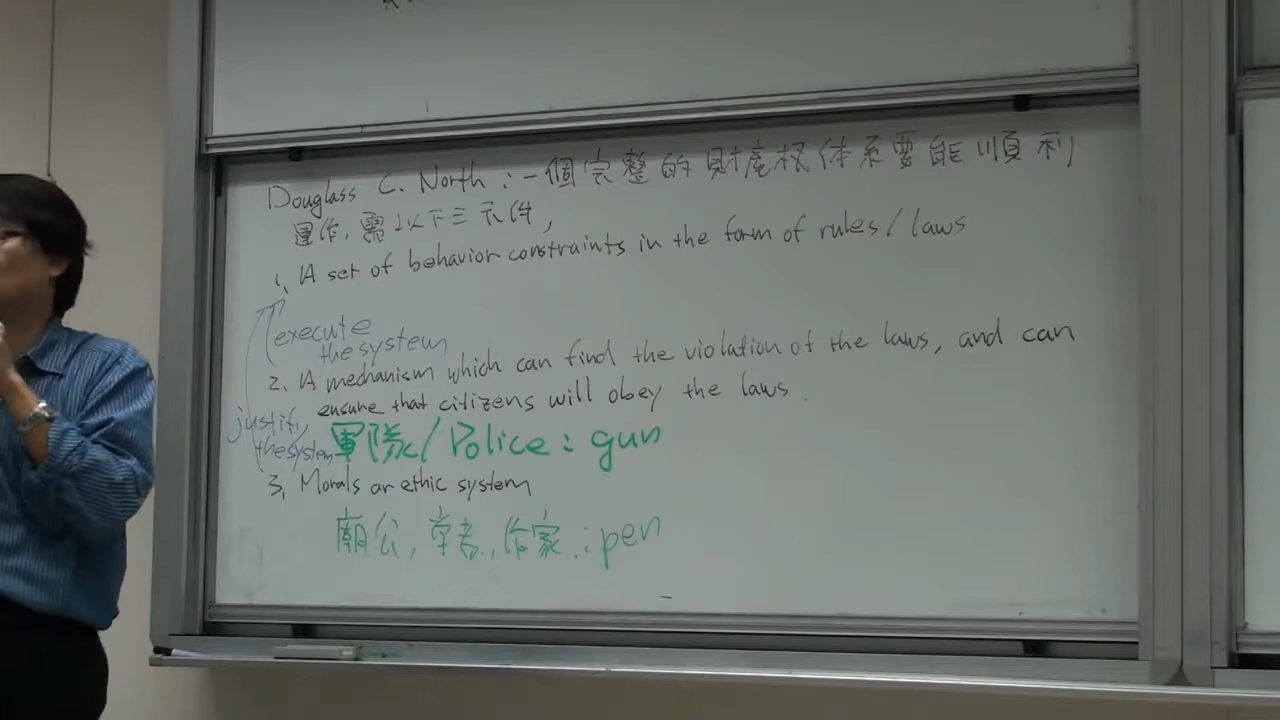 Douglass C. North : 一個完整的財產权体系要能順利
運作, 需以下三条件,
1. A set of behavior constraints in the form of rules / laws
execute
the system
2. A mechanism which can find the violation of the laws, and can
ensure that citizens will obey the laws.
justify
the system
軍隊 / Police : gun
3. Morals or ethic system
廟公, 学者, 作家, : pen